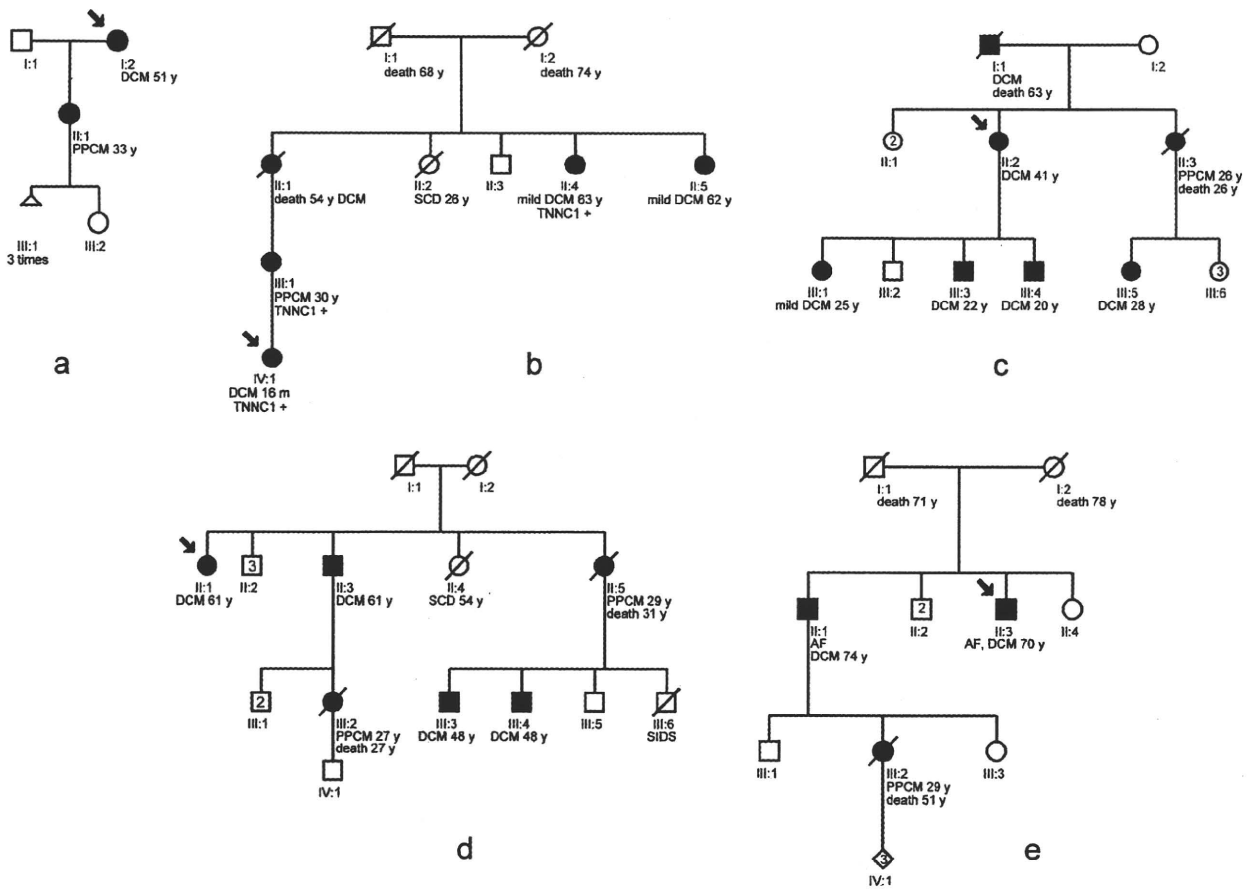 I:1
I:2
DCM 51 y
II:1
PPCM 33 y
III:1
3 times
III:2
a
I:1
death 68 y
I:2
death 74 y
II:1
death 54 y DCM
II:2
SCD 26 y
II:3
II:4
mild DCM 63 y
TNNC1 +
II:5
mild DCM 62 y
III:1
PPCM 30 y
TNNC1 +
IV:1
DCM 16 m
TNNC1 +
b
I:1
DCM
death 63 y
I:2
2
II:1
II:2
DCM 41 y
II:3
PPCM 26 y
death 26 y
III:1
mild DCM 25 y
III:2
III:3
DCM 22 y
III:4
DCM 20 y
III:5
DCM 28 y
3
III:6
c
I:1
I:2
II:1
DCM 61 y
3
II:2
II:3
DCM 61 y
II:4
SCD 54 y
II:5
PPCM 29 y
death 31 y
2
III:1
III:2
PPCM 27 y
death 27 y
III:3
DCM 48 y
III:4
DCM 48 y
III:5
III:6
SIDS
IV:1
d
I:1
death 71 y
I:2
death 78 y
II:1
AF
DCM 74 y
2
II:2
II:3
AF, DCM 70 y
II:4
III:1
III:2
PPCM 29 y
death 51 y
III:3
3
IV:1
e